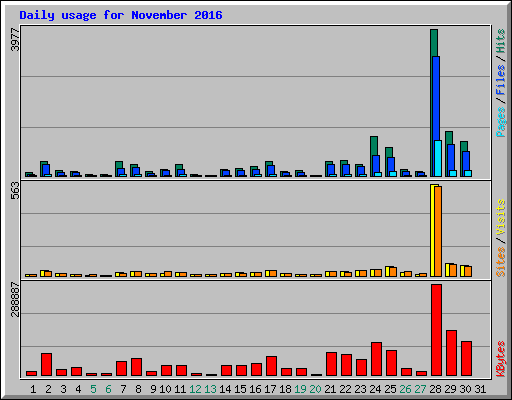 Daily usage for November 2016
3977
Pages / Files / Hits
563
Sites / Visits
288887
KBytes
1 2 3 4 5 6 7 8 9 10 11 12 13 14 15 16 17 18 19 20 21 22 23 24 25 26 27 28 29 30 31